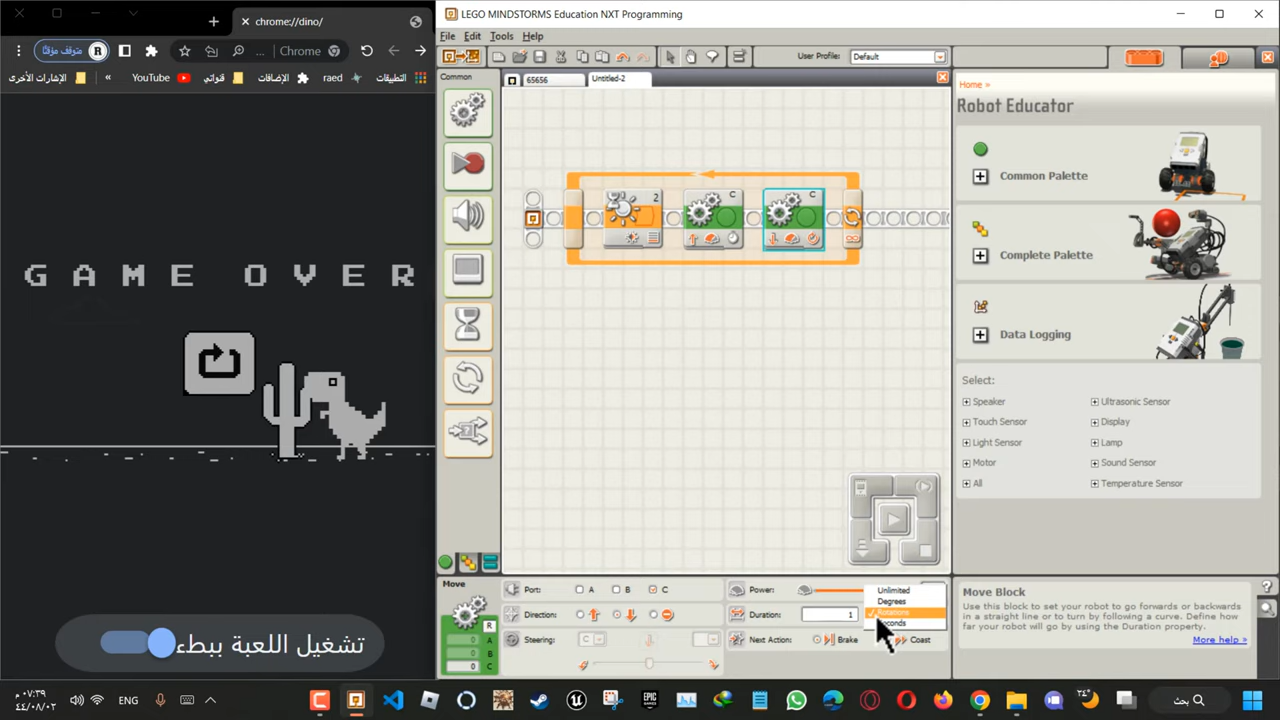 chrome://dino/
متوقف مؤقتًا
R
Chrome
الإشارات الأخرى
»
YouTube
قنواتي
الإضافات
raed
التطبيقات
GAME OVER
تشغيل اللعبة ببطء
LEGO MINDSTORMS Education NXT Programming
File Edit Tools Help
User Profile: Default
Common
65656
Untitled-2
2
C
C
Home »
Robot Educator
Common Palette
Complete Palette
Data Logging
Select:
Speaker
Ultrasonic Sensor
Touch Sensor
Display
Light Sensor
Lamp
Motor
Sound Sensor
All
Temperature Sensor
Move
R
0 A
0 B
0 C
Port: A B C
Direction:
Steering: C
Power:
Duration: 1
Next Action: Brake Coast
Unlimited
Degrees
Rotations
Move Block
Use this block to set your robot to go forwards or backwards
in a straight line or to turn by following a curve. Define how
far your robot will go by using the Duration property.
More help »
ENG
بحث